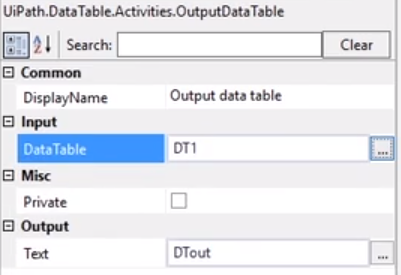 UiPath.DataTable.Activities.OutputDataTable
Search: Clear
Common
DisplayName Output data table
Input
DataTable DT1 ...
Misc
Private
Output
Text DTout ...